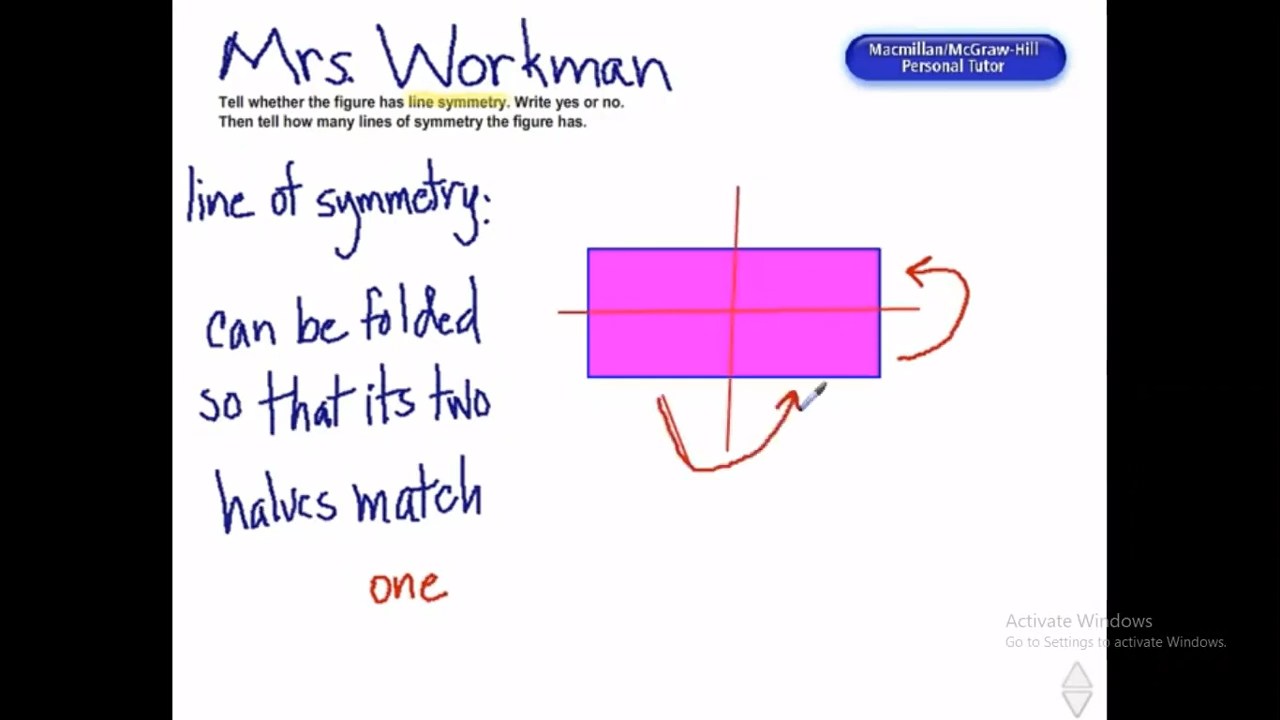 Mrs. Workman
Macmillan/McGraw-Hill
Personal Tutor
Tell whether the figure has line symmetry. Write yes or no.
Then tell how many lines of symmetry the figure has.
line of symmetry:
can be folded
so that its two
halves match
one
Activate Windows
Go to Settings to activate Windows.